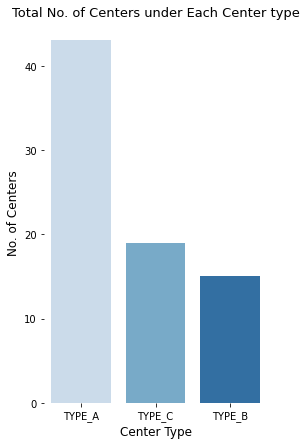 Total No. of Centers under Each Center type
No. of Centers
40
30
20
10
0
TYPE_A TYPE_C TYPE_B
Center Type